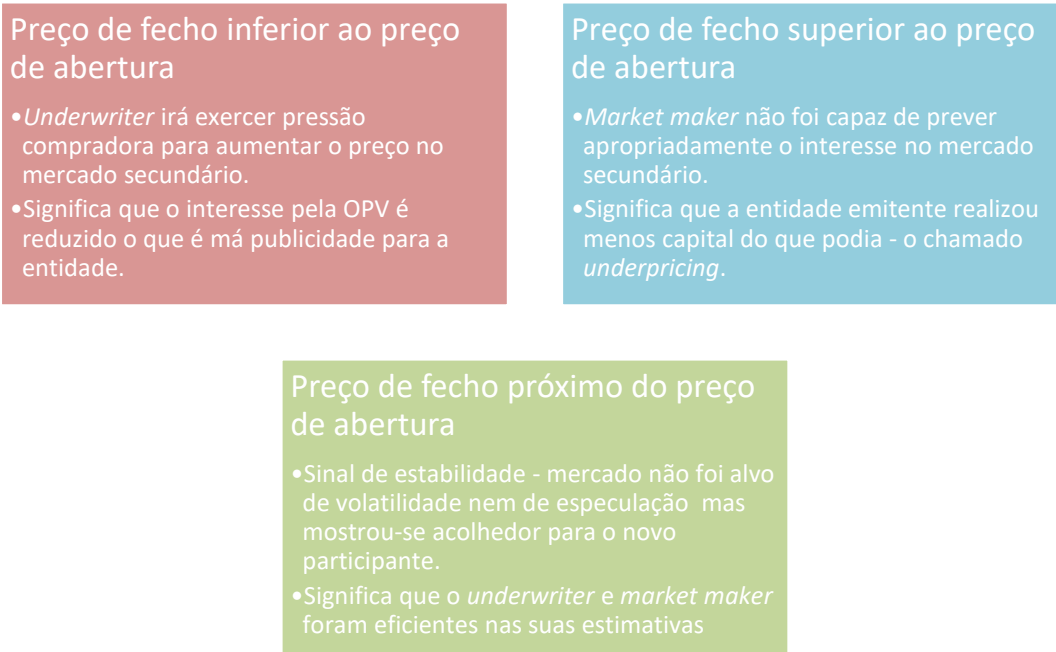 Preço de fecho inferior ao preço
de abertura
•Underwriter irá exercer pressão
compradora para aumentar o preço no
mercado secundário.
•Significa que o interesse pela OPV é
reduzido o que é má publicidade para a
entidade.
Preço de fecho superior ao preço
de abertura
•Market maker não foi capaz de prever
apropriadamente o interesse no mercado
secundário.
•Significa que a entidade emitente realizou
menos capital do que podia - o chamado
underpricing.
Preço de fecho próximo do preço
de abertura
•Sinal de estabilidade - mercado não foi alvo
de volatilidade nem de especulação mas
mostrou-se acolhedor para o novo
participante.
•Significa que o underwriter e market maker
foram eficientes nas suas estimativas